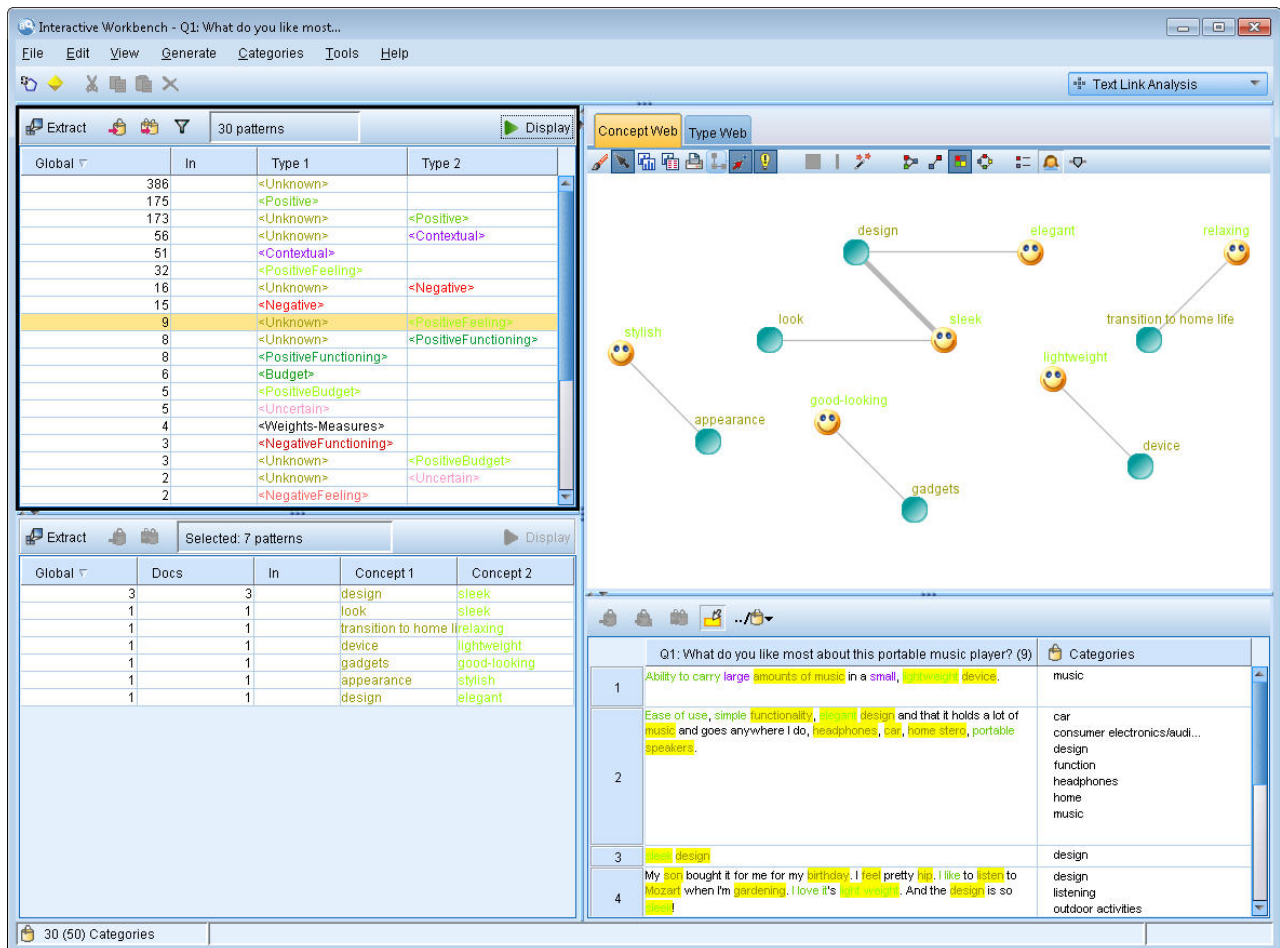 Interactive Workbench - Q1: What do you like most...
File Edit View Generate Categories Tools Help
Text Link Analysis
Extract 30 patterns Display
Global In Type 1 Type 2
386 <Unknown>
175 <Positive>
173 <Unknown> <Positive>
56 <Unknown> <Contextual>
51 <Contextual>
32 <PositiveFeeling>
16 <Unknown> <Negative>
15 <Negative>
9 <Unknown> <PositiveFeeling>
8 <Unknown> <PositiveFunctioning>
8 <PositiveFunctioning>
6 <Budget>
5 <PositiveBudget>
5 <Uncertain>
4 <Weights-Measures>
3 <NegativeFunctioning>
3 <Unknown> <PositiveBudget>
2 <Unknown> <Uncertain>
2 <NegativeFeeling>
Extract Selected: 7 patterns Display
Global Docs In Concept 1 Concept 2
3 3 design sleek
1 1 look sleek
1 1 transition to home li relaxing
1 1 device lightweight
1 1 gadgets good-looking
1 1 appearance stylish
1 1 design elegant
Concept Web Type Web
design elegant relaxing
look sleek transition to home life
stylish lightweight
good-looking
appearance
device
gadgets
Q1: What do you like most about this portable music player? (9) Categories
1 Ability to carry large amounts of music in a small, lightweight device. music
2 Ease of use, simple functionality, elegant design and that it holds a lot of
music and goes anywhere I do, headphones, car, home stero, portable
speakers.
car
consumer electronics/audi...
design
function
headphones
home
music
3 sleek design design
4 My son bought it for me for my birthday. I feel pretty hip. I like to listen to
Mozart when I'm gardening. I love it's light weight. And the design is so
sleek!
design
listening
outdoor activities
30 (50) Categories